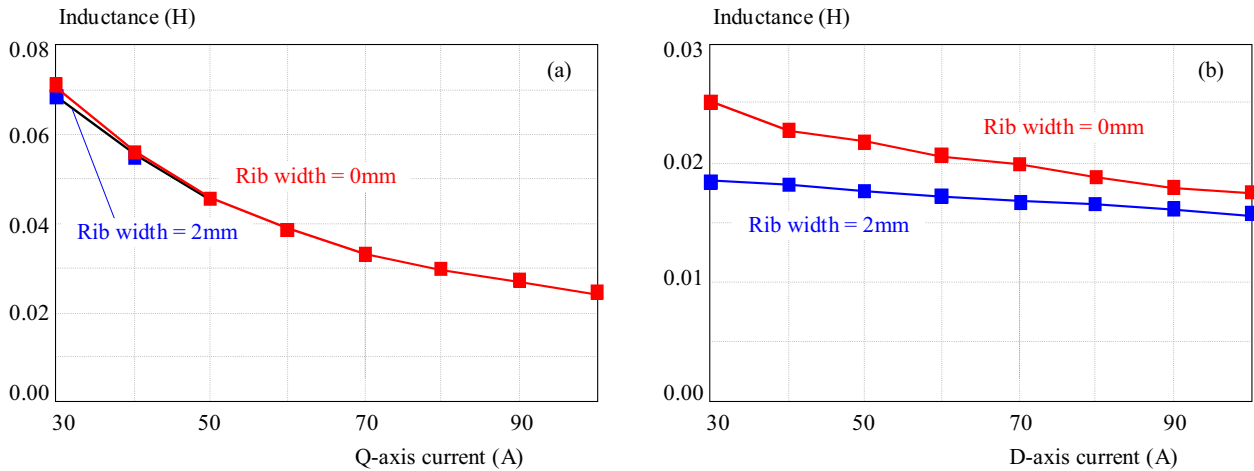 Inductance (H)
0.08
(a)
0.06
Rib width = 0mm
0.04
Rib width = 2mm
0.02
0.00
30 50 70 90
Q-axis current (A)
Inductance (H)
0.03
(b)
Rib width = 0mm
0.02
Rib width = 2mm
0.01
0.00
30 50 70 90
D-axis current (A)